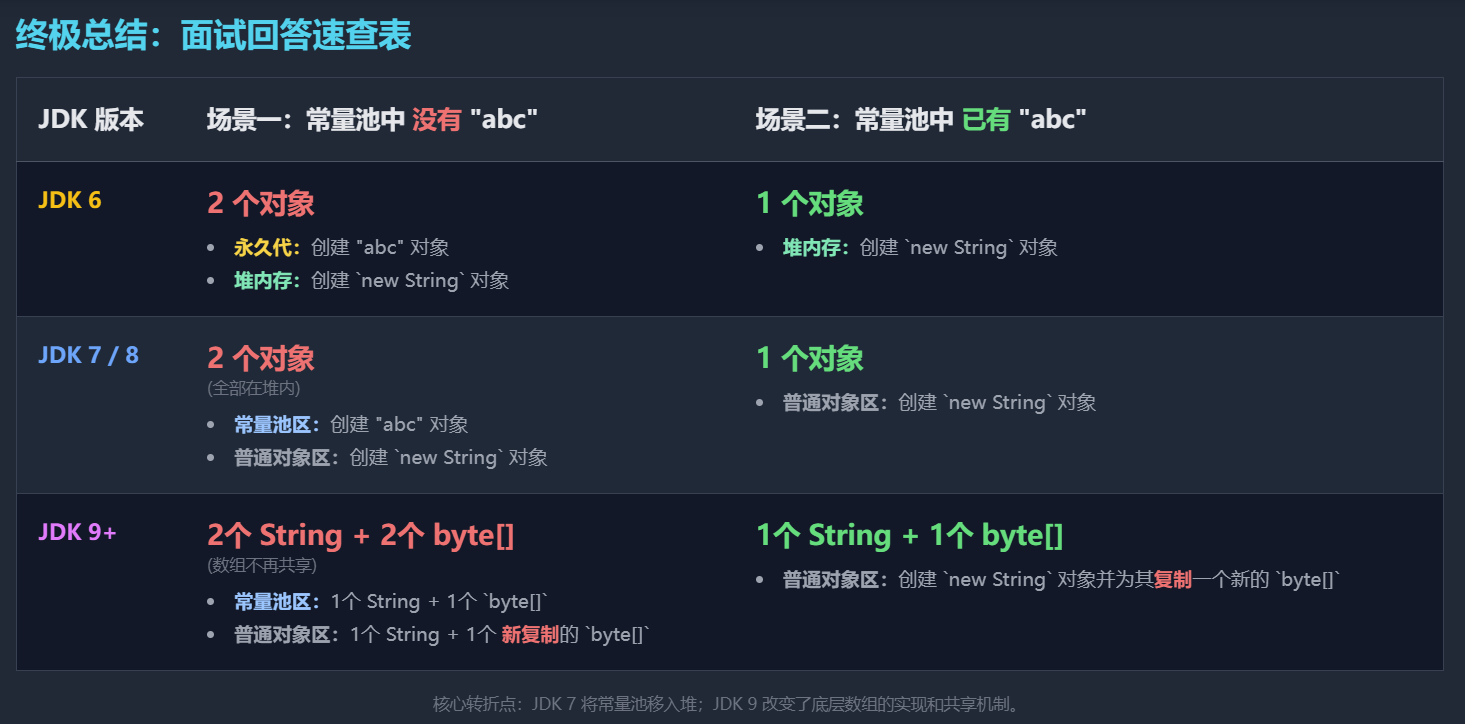 终极总结：面试回答速查表
JDK 版本
场景一：常量池中 没有 "abc"
场景二：常量池中 已有 "abc"
JDK 6
2 个对象
• 永久代：创建 "abc" 对象
• 堆内存：创建 `new String` 对象
1 个对象
• 堆内存：创建 `new String` 对象
JDK 7 / 8
2 个对象
(全部在堆内)
• 常量池区：创建 "abc" 对象
• 普通对象区：创建 `new String` 对象
1 个对象
• 普通对象区：创建 `new String` 对象
JDK 9+
2个 String + 2个 byte[]
(数组不再共享)
• 常量池区：1个 String + 1个 `byte[]`
• 普通对象区：1个 String + 1个 新复制的 `byte[]`
1个 String + 1个 byte[]
• 普通对象区：创建 `new String` 对象并为其复制一个新的 `byte[]`
核心转折点：JDK 7 将常量池移入堆；JDK 9 改变了底层数组的实现和共享机制。